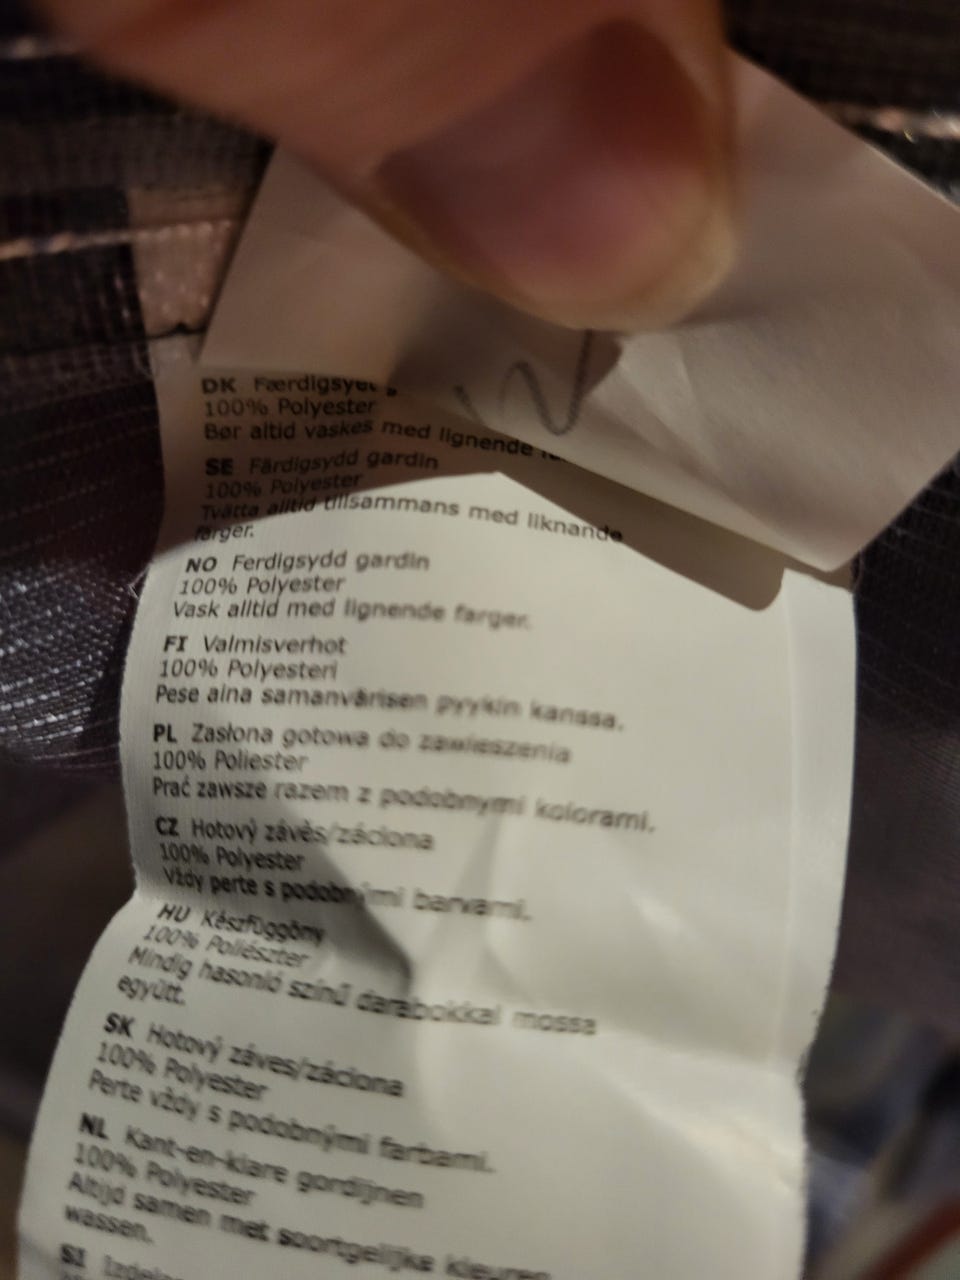 DK Færdigsyet
100% Polyester
Bør altid vaskes med lignende
SE Färdigsydd gardin
100% Polyester
Tvätta alltid tillsammans med liknande
färger.
NO Ferdigsydd gardin
100% Polyester
Vask alltid med lignende farger.
FI Valmisverhot
100% Polyesteri
Pese aina samanvärisen pyykin kanssa.
PL Zasłona gotowa do zawieszenia
100% Poliester
Prać zawsze razem z podobnymi kolorami.
CZ Hotový závěs/záclona
100% Polyester
Vždy perte s podobnými barvami.
HU Készfüggöny
100% Poliészter
Mindig hasonló színű darabokkal mossa
együtt.
SK Hotový záves/záclona
100% Polyester
Perte vždy s podobnými farbami.
NL Kant-en-klare gordijnen
100% Polyester
Altijd samen met soortgelijke kleuren
wassen.
SI